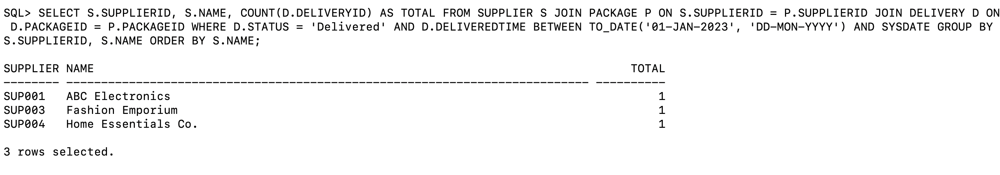 SQL> SELECT S.SUPPLIERID, S.NAME, COUNT(D.DELIVERYID) AS TOTAL FROM SUPPLIER S JOIN PACKAGE P ON S.SUPPLIERID = P.SUPPLIERID JOIN DELIVERY D ON
D.PACKAGEID = P.PACKAGEID WHERE D.STATUS = 'Delivered' AND D.DELIVEREDTIME BETWEEN TO_DATE('01-JAN-2023', 'DD-MON-YYYY') AND SYSDATE GROUP BY
S.SUPPLIERID, S.NAME ORDER BY S.NAME;
SUPPLIER NAME TOTAL
-------- --------------------------------------------------------------------------- ----------
SUP001 ABC Electronics 1
SUP003 Fashion Emporium 1
SUP004 Home Essentials Co. 1
3 rows selected.